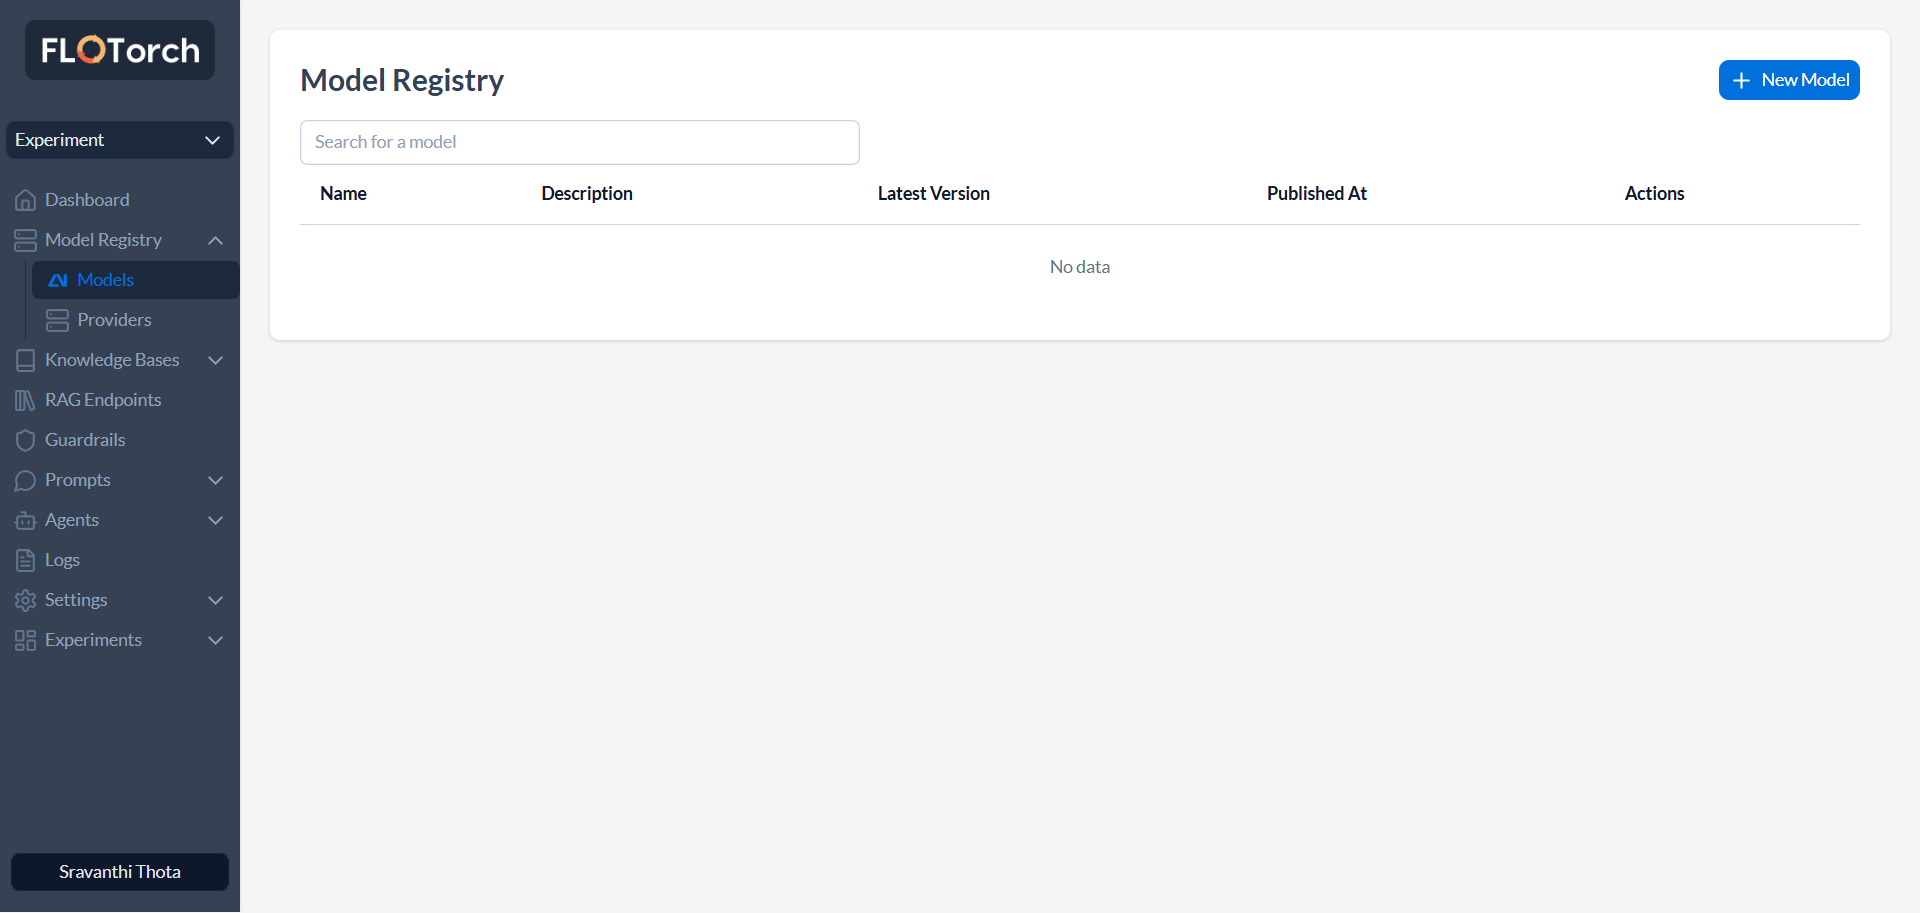 FLOTorch
Experiment
Dashboard
Model Registry
Models
Providers
Knowledge Bases
RAG Endpoints
Guardrails
Prompts
Agents
Logs
Settings
Experiments
Sravanthi Thota
Model Registry
New Model
Search for a model
Name Description Latest Version Published At Actions
No data